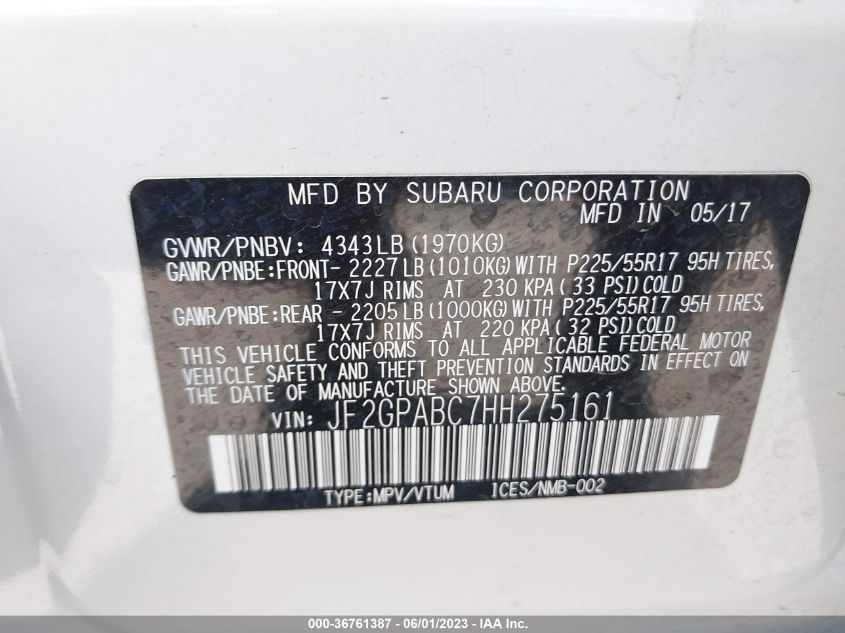 MFD BY SUBARU CORPORATION
MFD IN 05/17
GVWR/PNBV: 4343LB(1970KG)
GAWR/PNBE:FRONT- 2227LB(1010KG)WITH P225/55R17 95H TIRES,
17X7J RIMS AT 230 KPA(33 PSI)COLD
GAWR/PNBE:REAR - 2205LB(1000KG)WITH P225/55R17 95H TIRES,
17X7J RIMS AT 220 KPA(32 PSI)COLD
THIS VEHICLE CONFORMS TO ALL APPLICABLE FEDERAL MOTOR
VEHICLE SAFETY AND THEFT PREVENTION STANDARDS IN EFFECT ON
THE DATE OF MANUFACTURE SHOWN ABOVE.
VIN: JF2GPABC7HH275161
TYPE:MPV/VTUM ICES/NMB-002
000-36761387 - 06/01/2023 - IAA Inc.